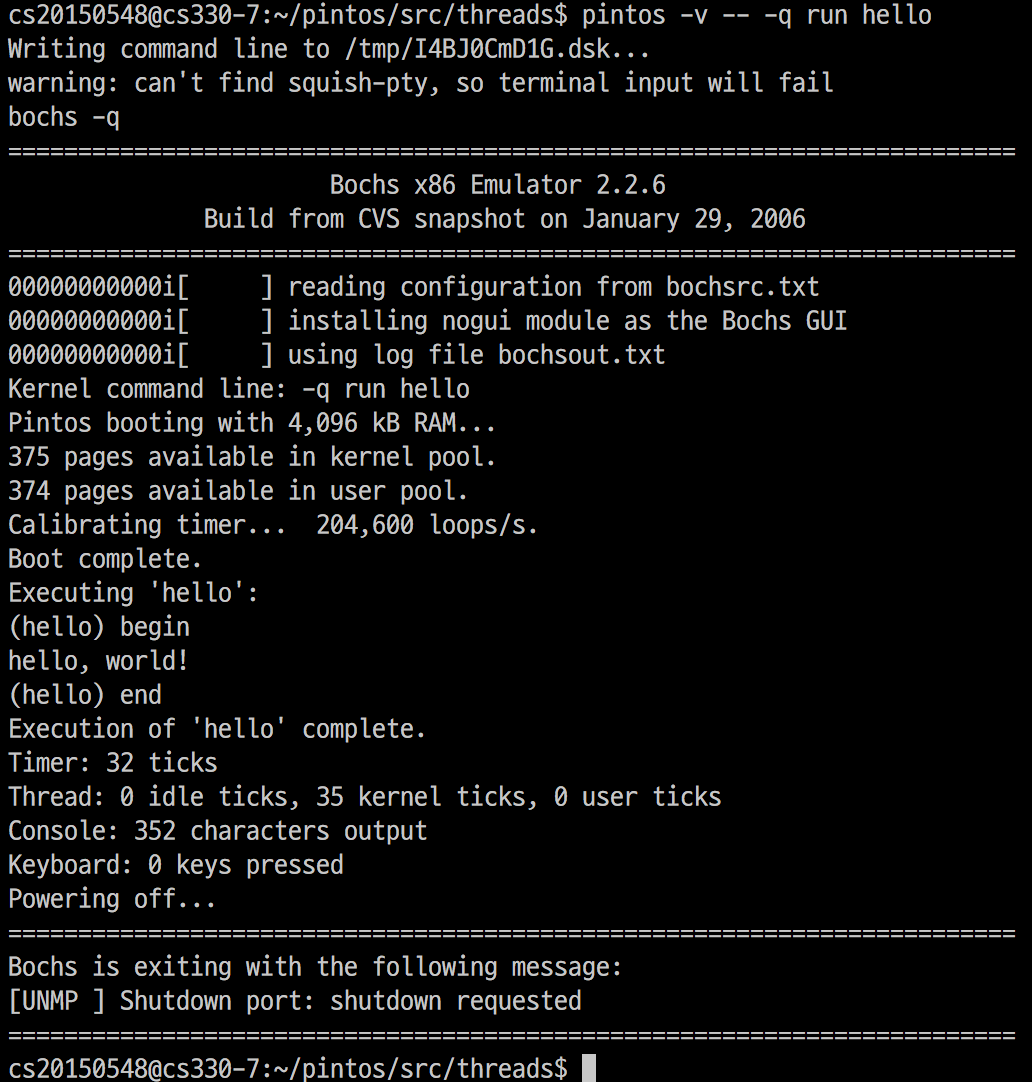 cs20150548@cs330-7:~/pintos/src/threads$ pintos -v -- -q run hello
Writing command line to /tmp/I4BJ0CmD1G.dsk...
warning: can't find squish-pty, so terminal input will fail
bochs -q
========================================================================
                       Bochs x86 Emulator 2.2.6
              Build from CVS snapshot on January 29, 2006
========================================================================
00000000000i[     ] reading configuration from bochsrc.txt
00000000000i[     ] installing nogui module as the Bochs GUI
00000000000i[     ] using log file bochsout.txt
Kernel command line: -q run hello
Pintos booting with 4,096 kB RAM...
375 pages available in kernel pool.
374 pages available in user pool.
Calibrating timer...  204,600 loops/s.
Boot complete.
Executing 'hello':
(hello) begin
hello, world!
(hello) end
Execution of 'hello' complete.
Timer: 32 ticks
Thread: 0 idle ticks, 35 kernel ticks, 0 user ticks
Console: 352 characters output
Keyboard: 0 keys pressed
Powering off...
========================================================================
Bochs is exiting with the following message:
[UNMP ] Shutdown port: shutdown requested
========================================================================
cs20150548@cs330-7:~/pintos/src/threads$